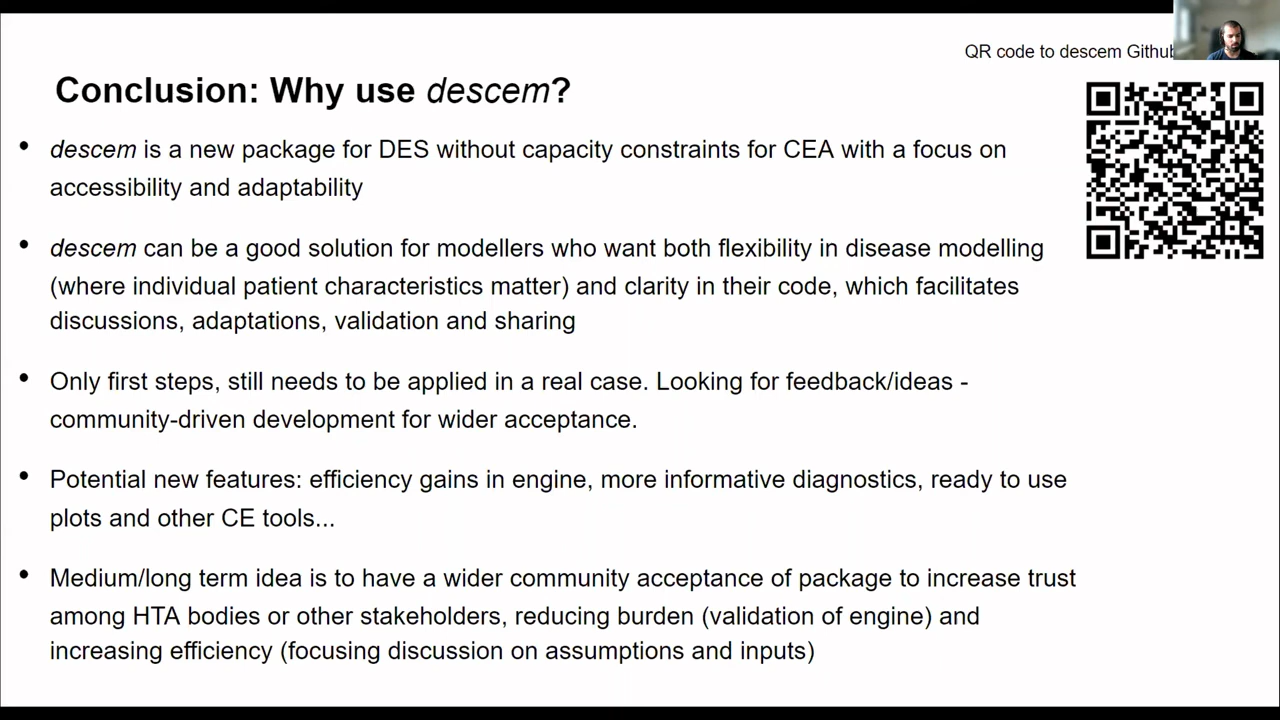 QR code to descem Github
Conclusion: Why use descem?
• descem is a new package for DES without capacity constraints for CEA with a focus on
accessibility and adaptability
• descem can be a good solution for modellers who want both flexibility in disease modelling
(where individual patient characteristics matter) and clarity in their code, which facilitates
discussions, adaptations, validation and sharing
• Only first steps, still needs to be applied in a real case. Looking for feedback/ideas -
community-driven development for wider acceptance.
• Potential new features: efficiency gains in engine, more informative diagnostics, ready to use
plots and other CE tools...
• Medium/long term idea is to have a wider community acceptance of package to increase trust
among HTA bodies or other stakeholders, reducing burden (validation of engine) and
increasing efficiency (focusing discussion on assumptions and inputs)